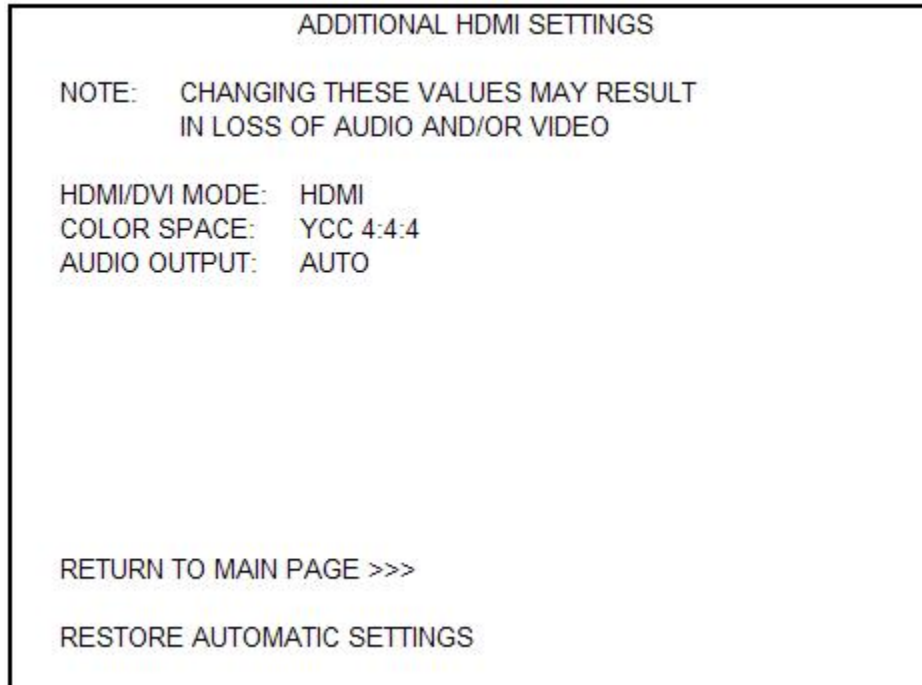 ADDITIONAL HDMI SETTINGS
NOTE: CHANGING THESE VALUES MAY RESULT
IN LOSS OF AUDIO AND/OR VIDEO
HDMI/DVI MODE: HDMI
COLOR SPACE: YCC 4:4:4
AUDIO OUTPUT: AUTO
RETURN TO MAIN PAGE >>>
RESTORE AUTOMATIC SETTINGS